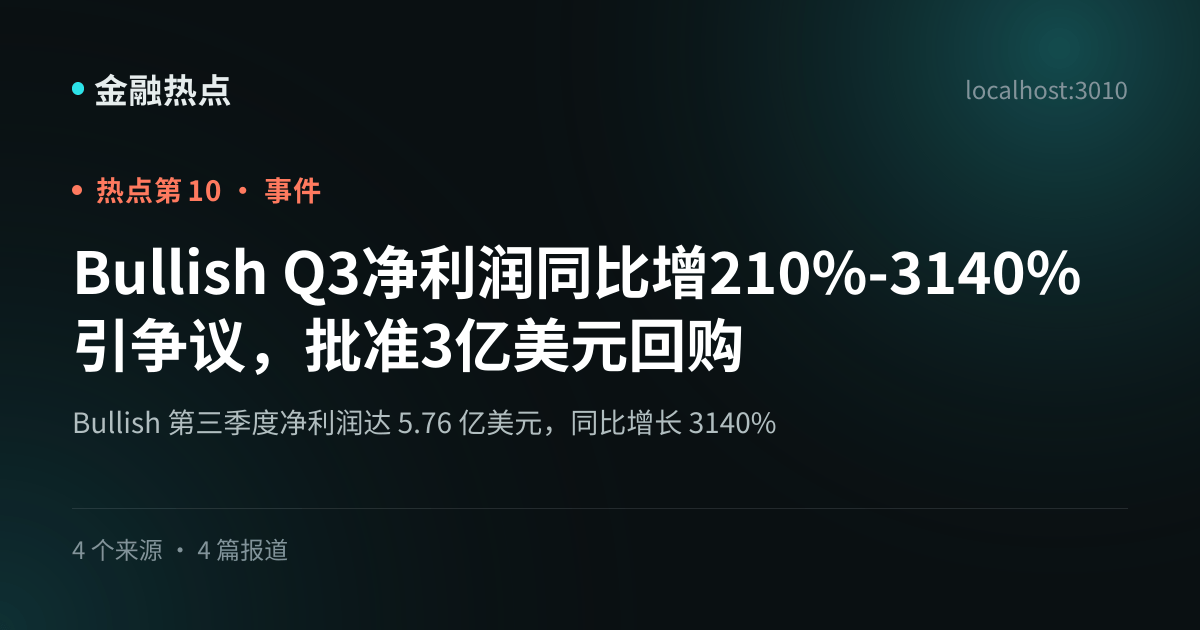 金融热点
localhost:3010
热点第 10 · 事件
Bullish Q3净利润同比增210%-3140%
引争议，批准3亿美元回购
Bullish 第三季度净利润达 5.76 亿美元，同比增长 3140%
4 个来源 · 4 篇报道